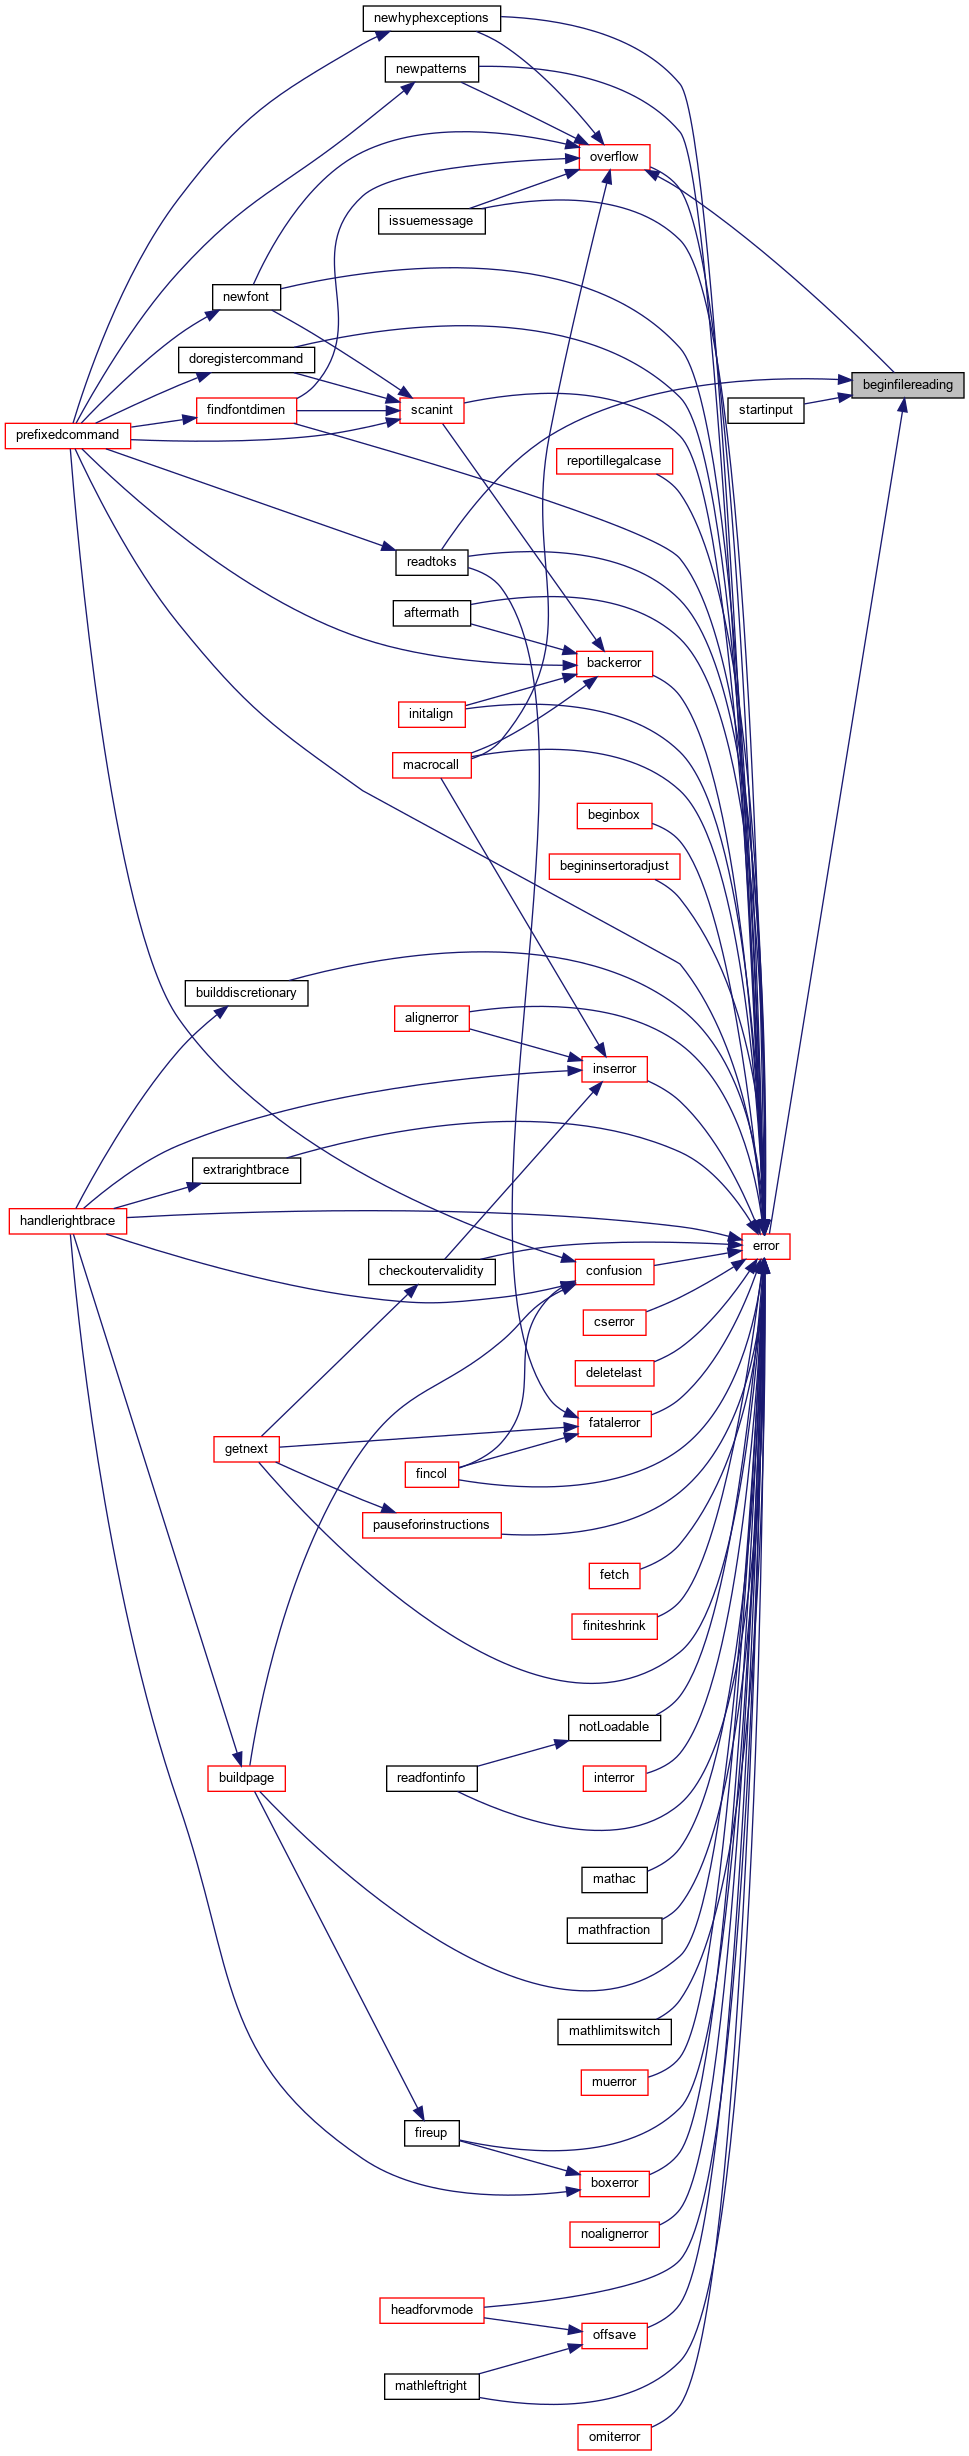 newhyphexceptions
newpatterns
overflow
issuemessage
newfont
doregistercommand
beginfilereading
findfontdimen
scanint
startinput
prefixedcommand
reportillegalcase
readtoks
aftermath
backerror
initalign
macrocall
beginbox
begininsertoradjust
builddiscretionary
alignerror
inserror
extrarightbrace
handlerightbrace
error
checkoutervalidity
confusion
cserror
deletelast
fatalerror
getnext
fincol
pauseforinstructions
fetch
finiteshrink
notLoadable
buildpage
readfontinfo
interror
mathac
mathfraction
mathlimitswitch
muerror
fireup
boxerror
noalignerror
headforvmode
offsave
mathleftright
omiterror